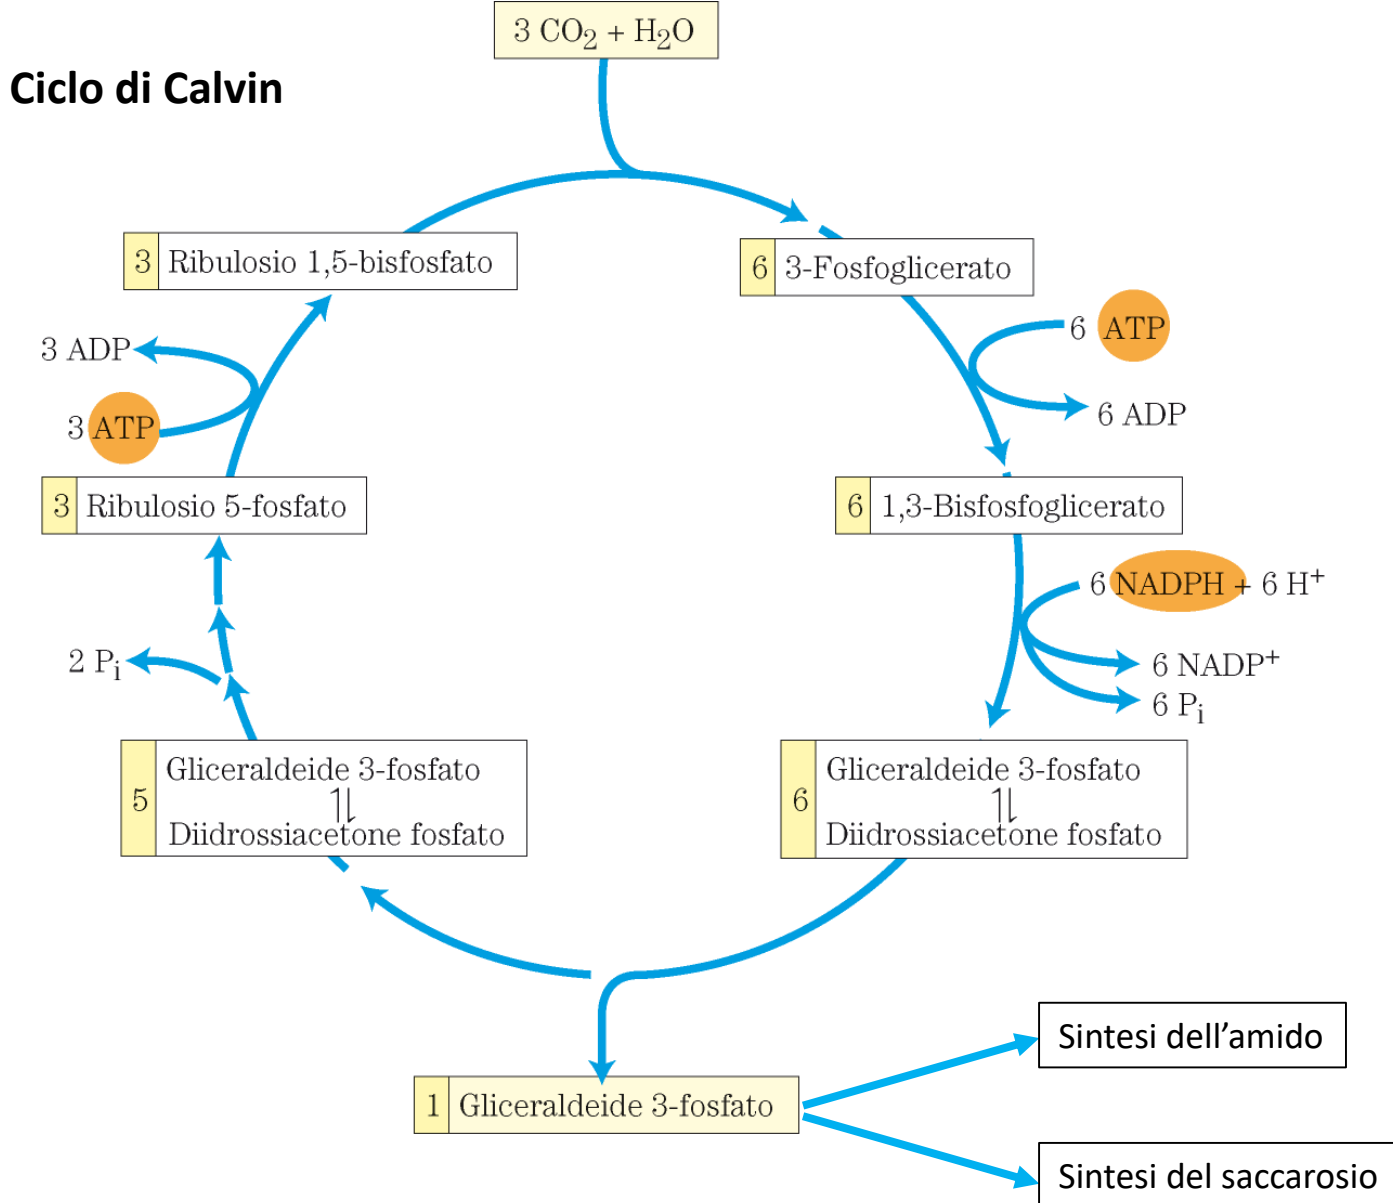 3 CO₂ + H₂O
Ciclo di Calvin
3 Ribulosio 1,5-bisfosfato
6 3-Fosfoglicerato
6 ATP
3 ADP
6 ADP
3 ATP
3 Ribulosio 5-fosfato
6 1,3-Bisfosfoglicerato
6 NADPH + 6 H⁺
2 Pᵢ
6 NADP⁺
6 Pᵢ
5 Gliceraldeide 3-fosfato
⥮
Diidrossiacetone fosfato
6 Gliceraldeide 3-fosfato
⥮
Diidrossiacetone fosfato
Sintesi dell’amido
1 Gliceraldeide 3-fosfato
Sintesi del saccarosio